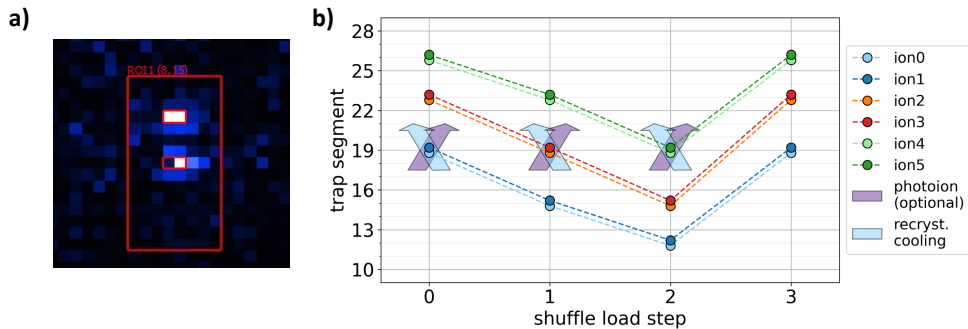 a)
ROI1 (8,15)
b)
trap segment
28
25
22
19
16
13
10
0
1
2
3
shuffle load step
ion0
ion1
ion2
ion3
ion4
ion5
photoion
(optional)
recryst.
cooling